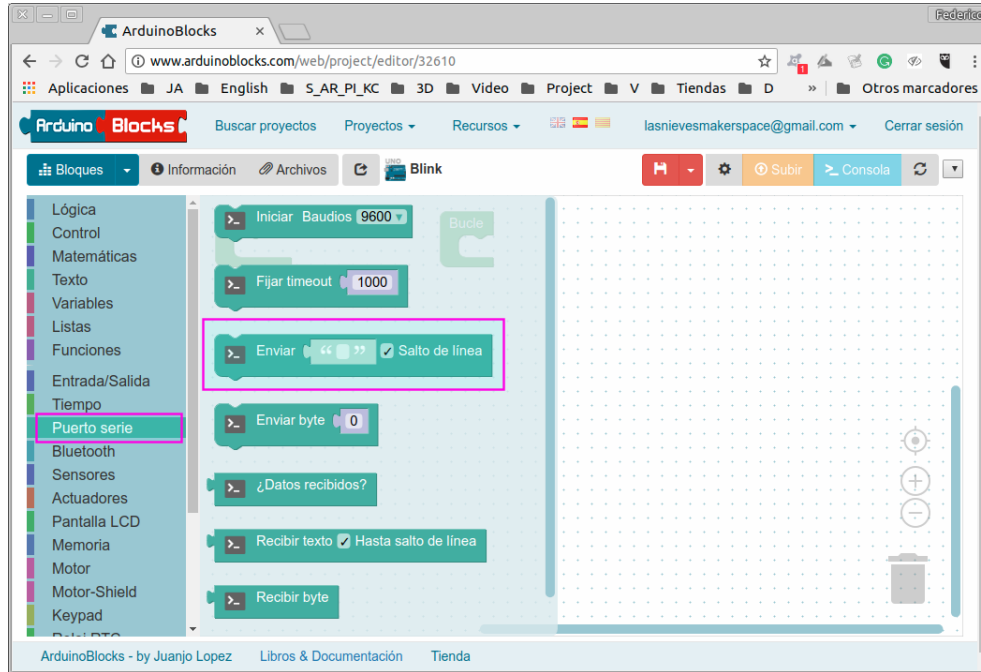 Federico
ArduinoBlocks ×
www.arduinoblocks.com/web/project/editor/32610
1
Aplicaciones JA English S_AR_PI_KC 3D Video Project V Tiendas D » Otros marcadores
Arduino Blocks Buscar proyectos Proyectos Recursos lasnievesmakerspace@gmail.com Cerrar sesión
Bloques Información Archivos UNO Blink Subir >_ Consola
Lógica
Control
Matemáticas
Texto
Variables
Listas
Funciones
Entrada/Salida
Tiempo
Puerto serie
Bluetooth
Sensores
Actuadores
Pantalla LCD
Memoria
Motor
Motor-Shield
Keypad
Reloj RTC
Iniciar Baudios 9600
Bucle
Fijar timeout 1000
Enviar “ ” Salto de línea
Enviar byte 0
¿Datos recibidos?
Recibir texto Hasta salto de línea
Recibir byte
ArduinoBlocks - by Juanjo Lopez Libros & Documentación Tienda